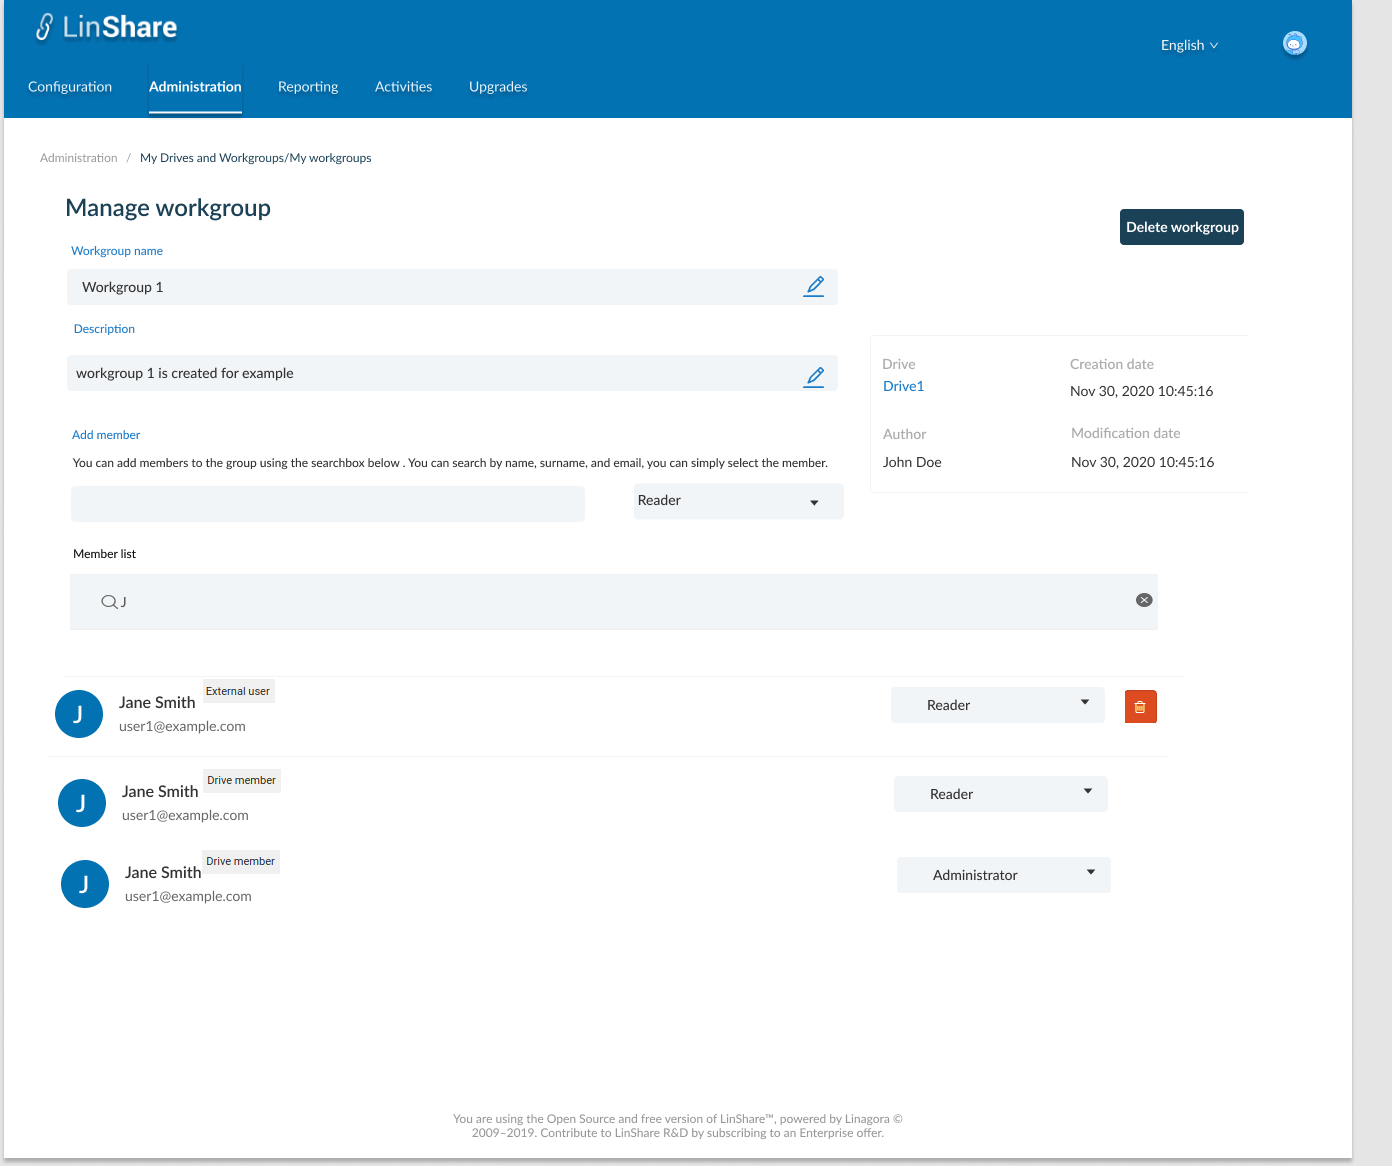 LinShare
English
Configuration Administration Reporting Activities Upgrades
Administration / My Drives and Workgroups/My workgroups
Manage workgroup
Delete workgroup
Workgroup name
Workgroup 1
Description
workgroup 1 is created for example
Drive Creation date
Drive1 Nov 30, 2020 10:45:16
Author Modification date
John Doe Nov 30, 2020 10:45:16
Add member
You can add members to the group using the searchbox below . You can search by name, surname, and email, you can simply select the member.
Reader
Member list
J
J Jane Smith External user Reader
user1@example.com
J Jane Smith Drive member Reader
user1@example.com
J Jane Smith Drive member Administrator
user1@example.com
You are using the Open Source and free version of LinShare™, powered by Linagora ©
2009–2019. Contribute to LinShare R&D by subscribing to an Enterprise offer.